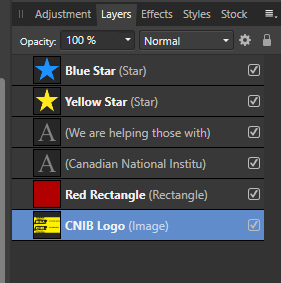 Adjustment Layers Effects Styles Stock
Opacity: 100 % Normal
Blue Star (Star)
Yellow Star (Star)
A (We are helping those with)
A (Canadian National Institu)
Red Rectangle (Rectangle)
CNIB Logo (Image)